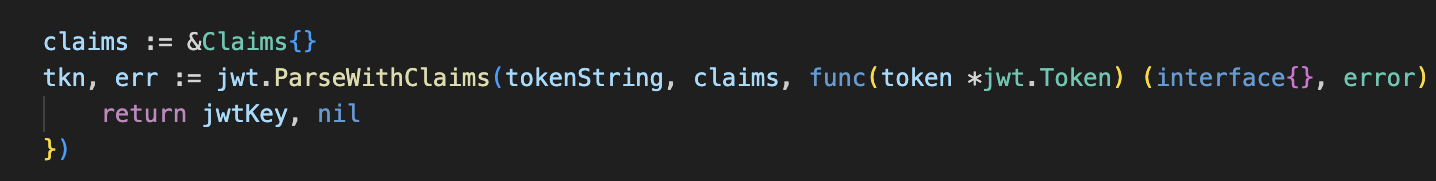 claims := &Claims{}
tkn, err := jwt.ParseWithClaims(tokenString, claims, func(token *jwt.Token) (interface{}, error)
    return jwtKey, nil
})